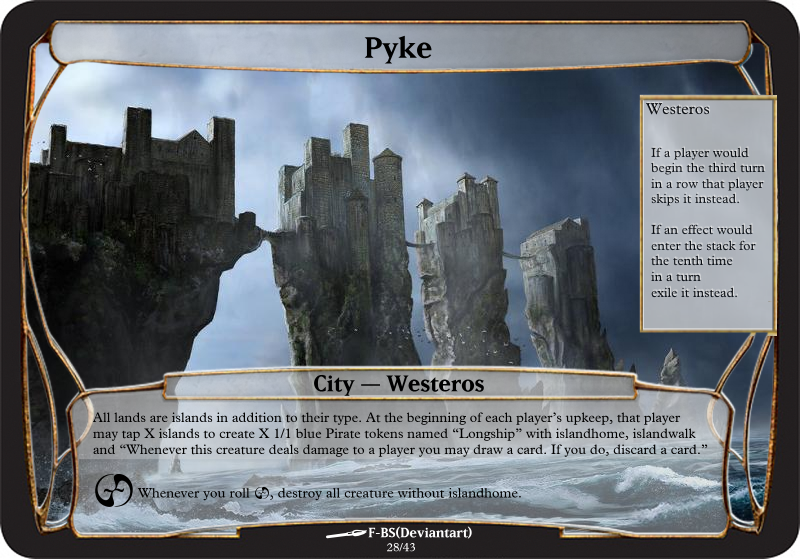 Pyke
Westeros
If a player would
begin the third turn
in a row that player
skips it instead.
If an effect would
enter the stack for
the tenth time
in a turn
exile it instead.
City — Westeros
All lands are islands in addition to their type. At the beginning of each player’s upkeep, that player
may tap X islands to create X 1/1 blue Pirate tokens named “Longship” with islandhome, islandwalk
and “Whenever this creature deals damage to a player you may draw a card. If you do, discard a card.”
Whenever you roll , destroy all creature without islandhome.
F-BS(Deviantart)
28/43